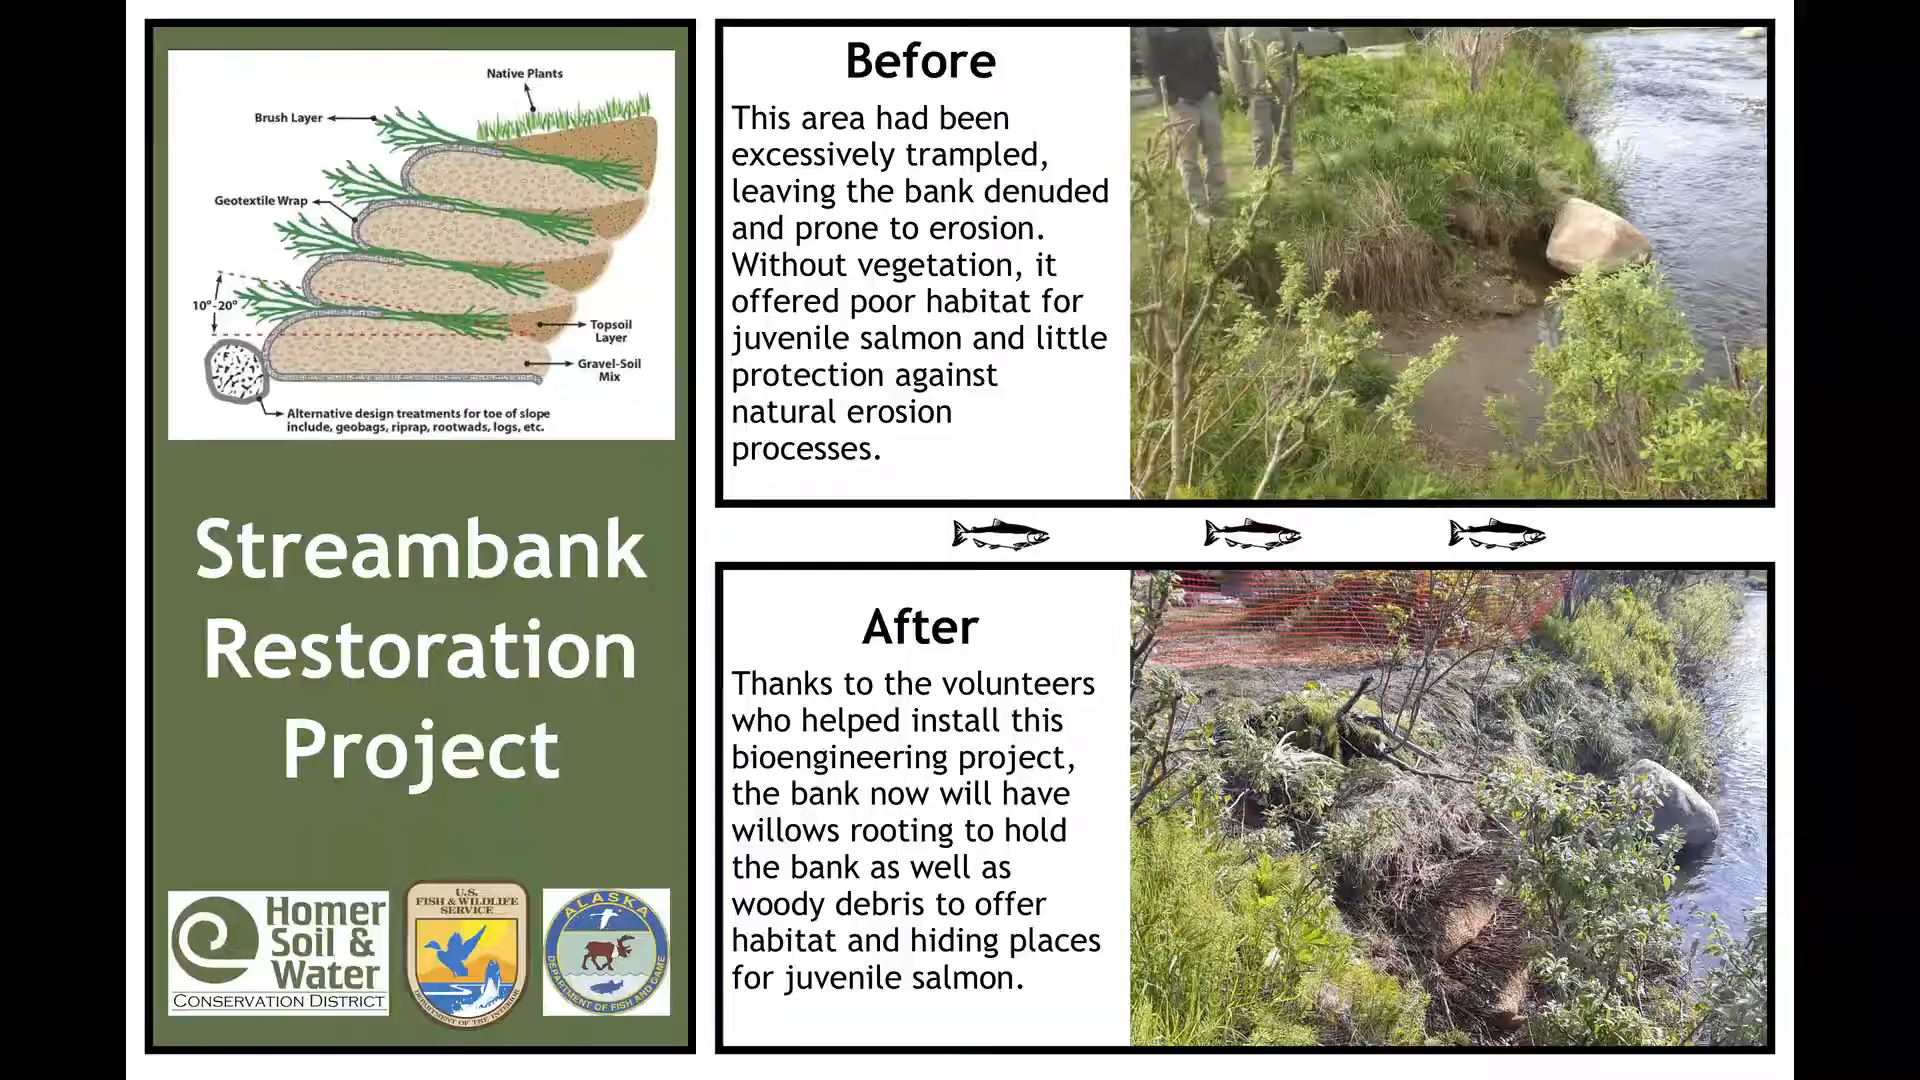 Native Plants
Brush Layer
Geotextile Wrap
10°-20°
Topsoil
Layer
Gravel-Soil
Mix
Alternative design treatments for toe of slope
include, geobags, riprap, rootwads, logs, etc.
Streambank
Restoration
Project
Homer
Soil &
Water
CONSERVATION DISTRICT
U.S.
FISH & WILDLIFE
SERVICE
DEPARTMENT OF THE INTERIOR
ALASKA
DEPARTMENT OF FISH AND GAME
Before
This area had been
excessively trampled,
leaving the bank denuded
and prone to erosion.
Without vegetation, it
offered poor habitat for
juvenile salmon and little
protection against
natural erosion
processes.
After
Thanks to the volunteers
who helped install this
bioengineering project,
the bank now will have
willows rooting to hold
the bank as well as
woody debris to offer
habitat and hiding places
for juvenile salmon.